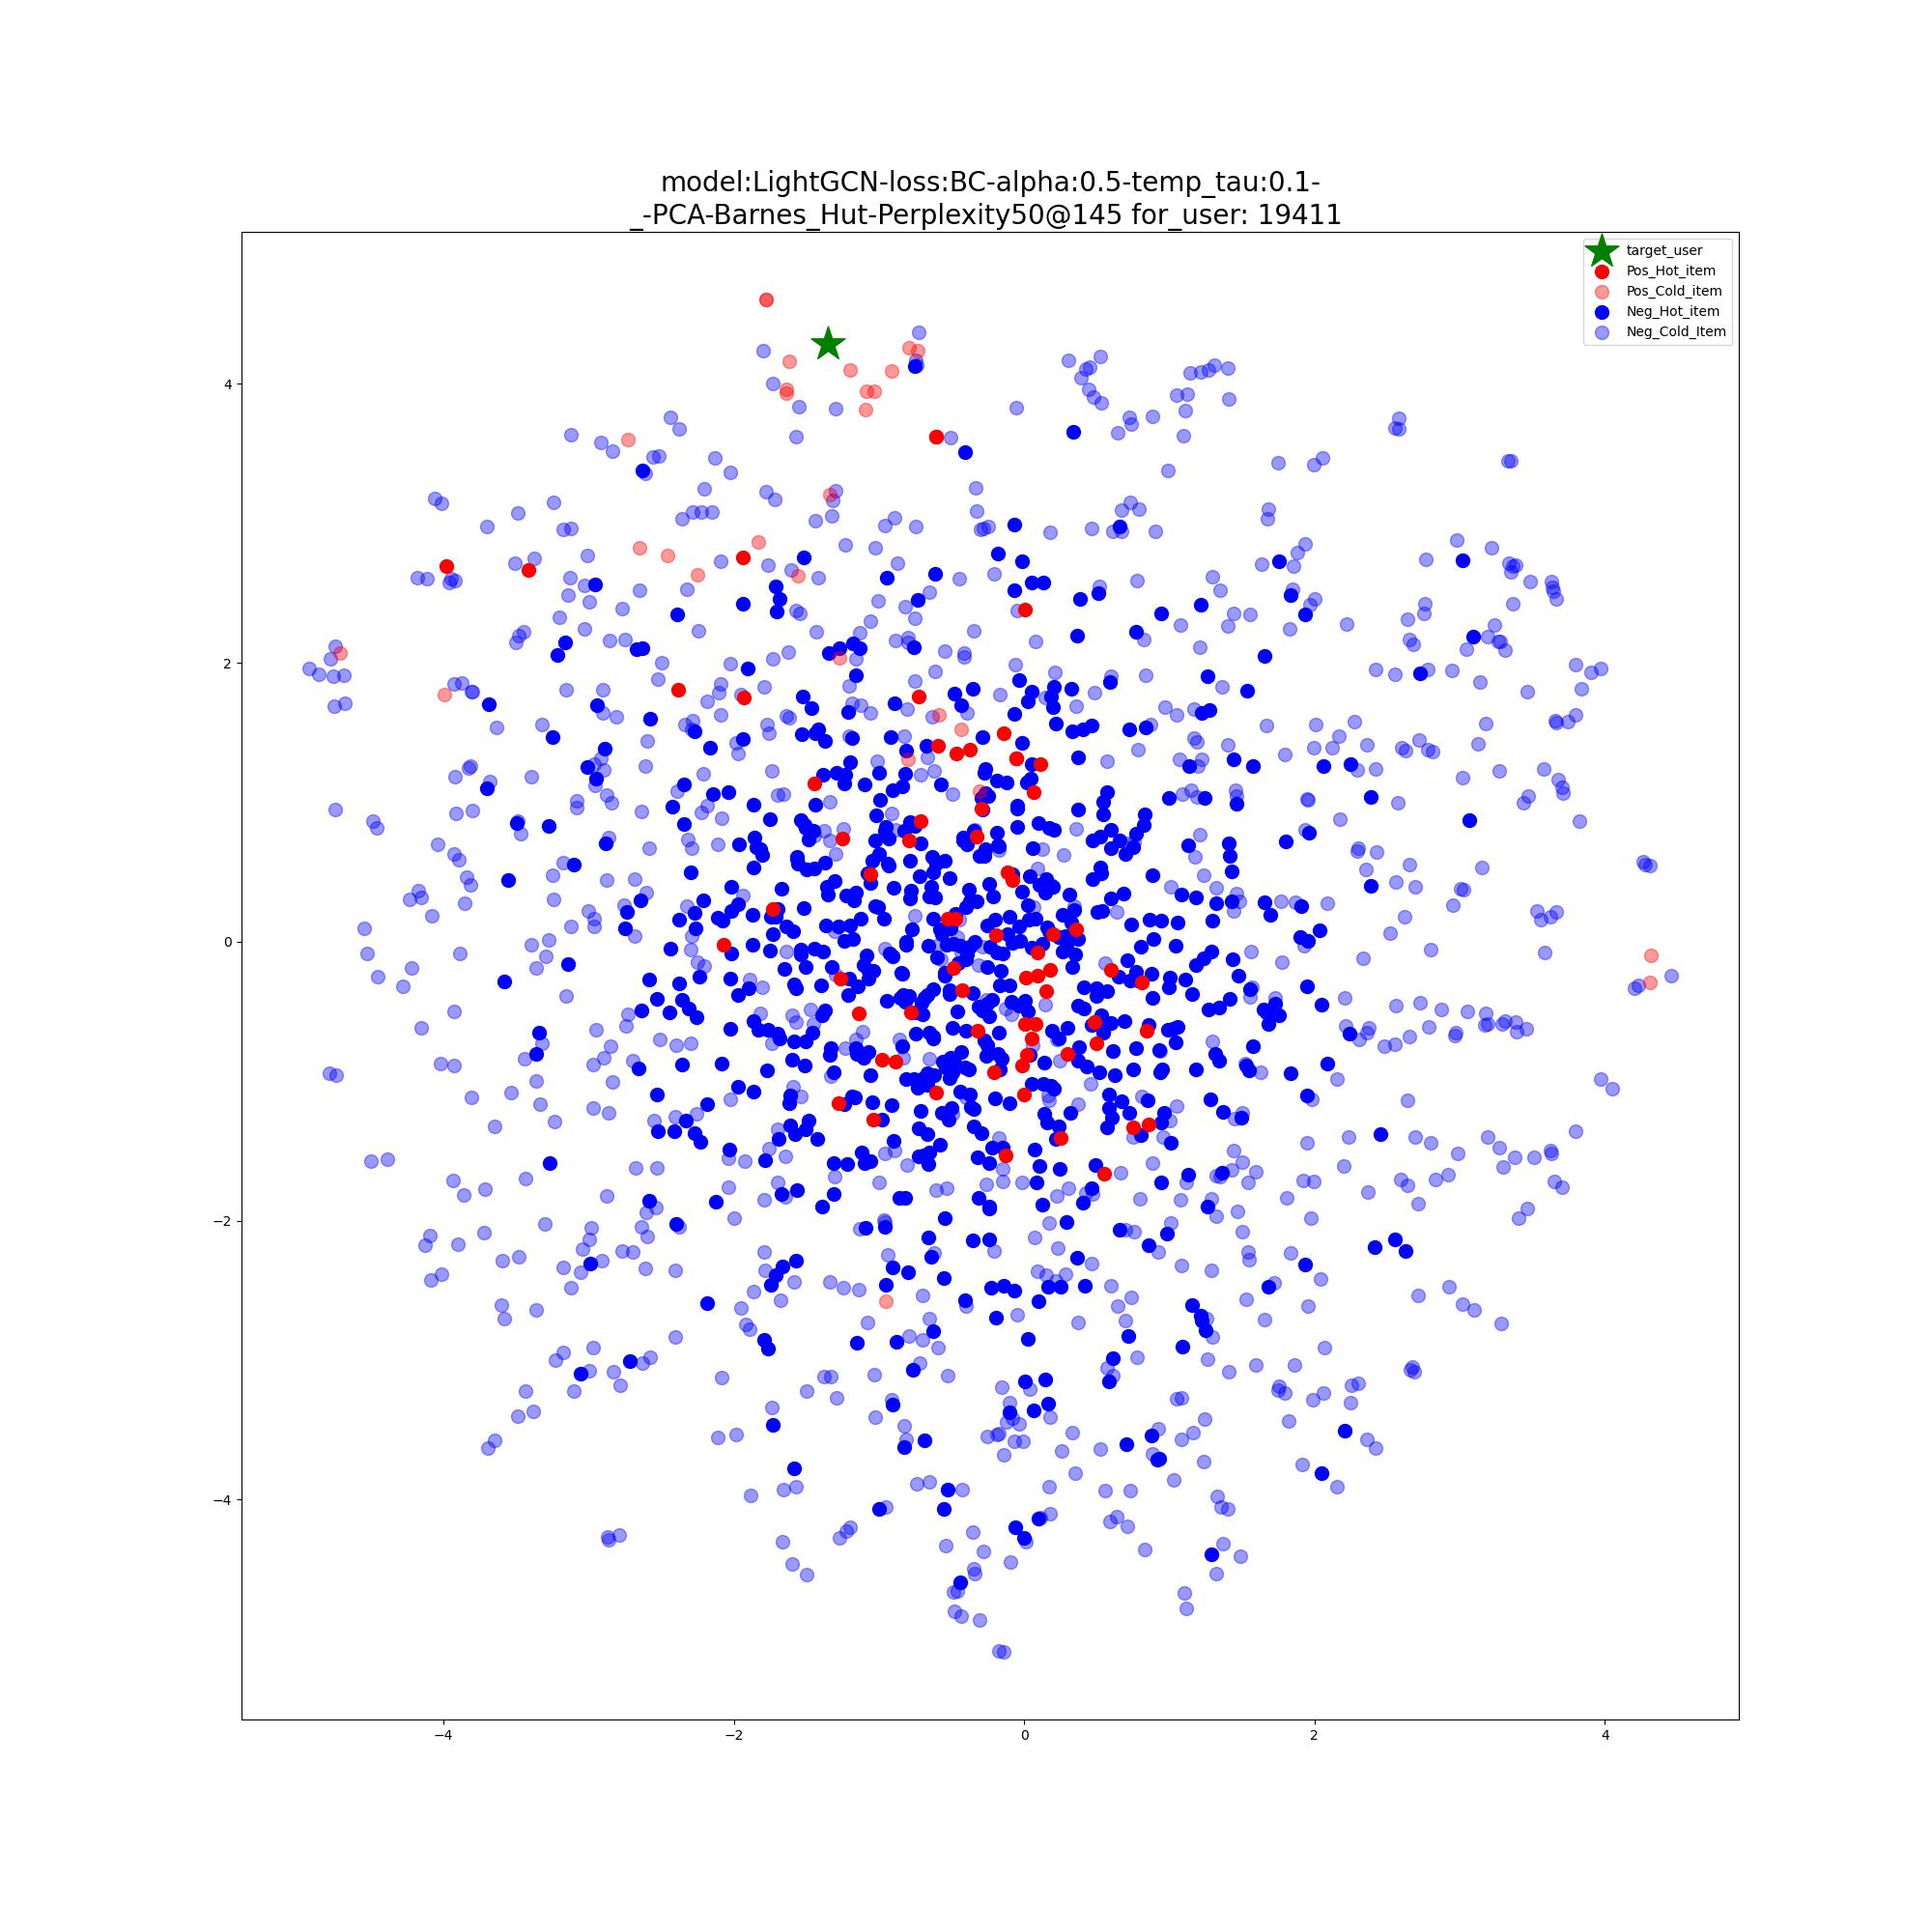 model:LightGCN-loss:BC-alpha:0.5-temp_tau:0.1-
_-PCA-Barnes_Hut-Perplexity50@145 for_user: 19411
target_user
Pos_Hot_item
Pos_Cold_item
Neg_Hot_item
Neg_Cold_Item
4
2
0
−2
−4
−4
−2
0
2
4